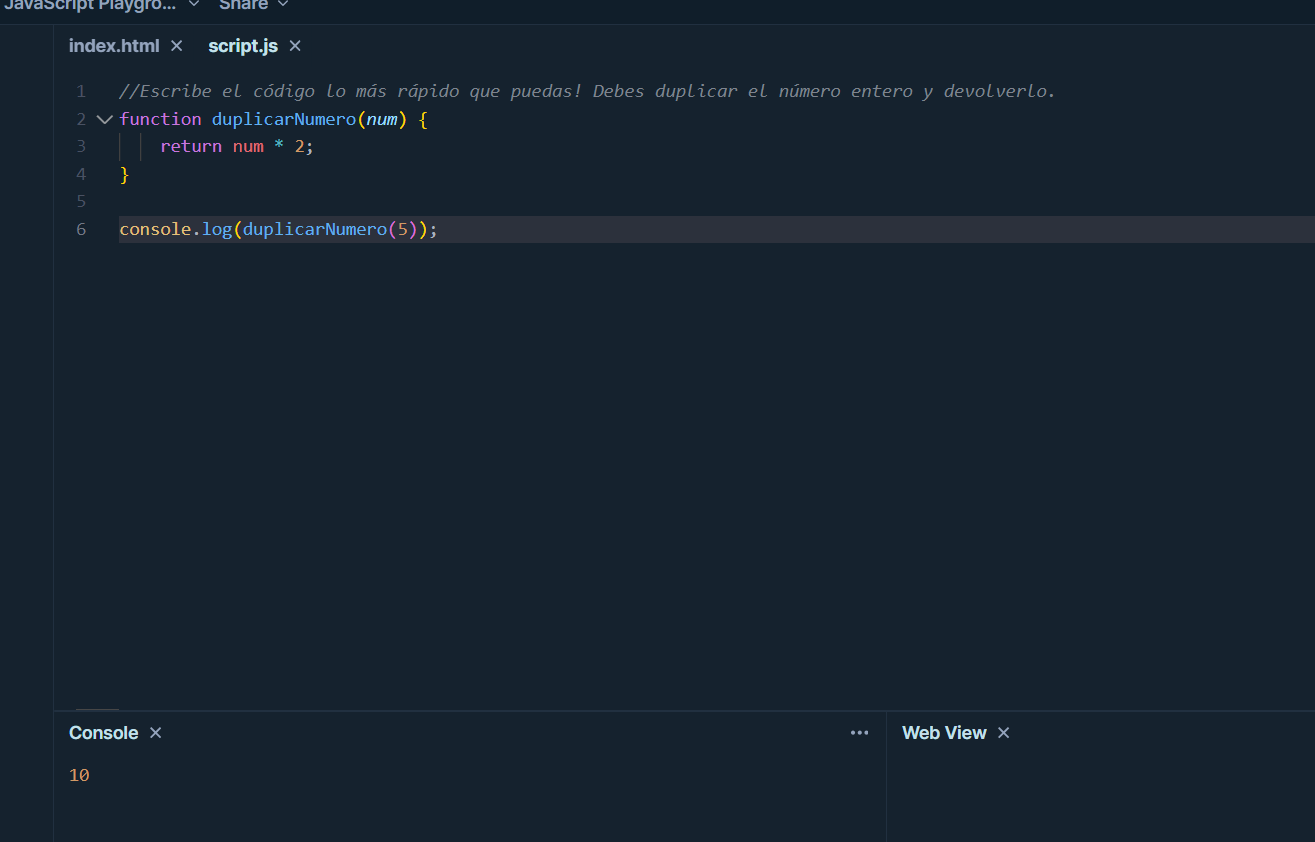 JavaScript Playgro... Share
index.html script.js
1 //Escribe el código lo más rápido que puedas! Debes duplicar el número entero y devolverlo.
2 function duplicarNumero(num) {
3 return num * 2;
4 }
5
6 console.log(duplicarNumero(5));
Console ••• Web View
10